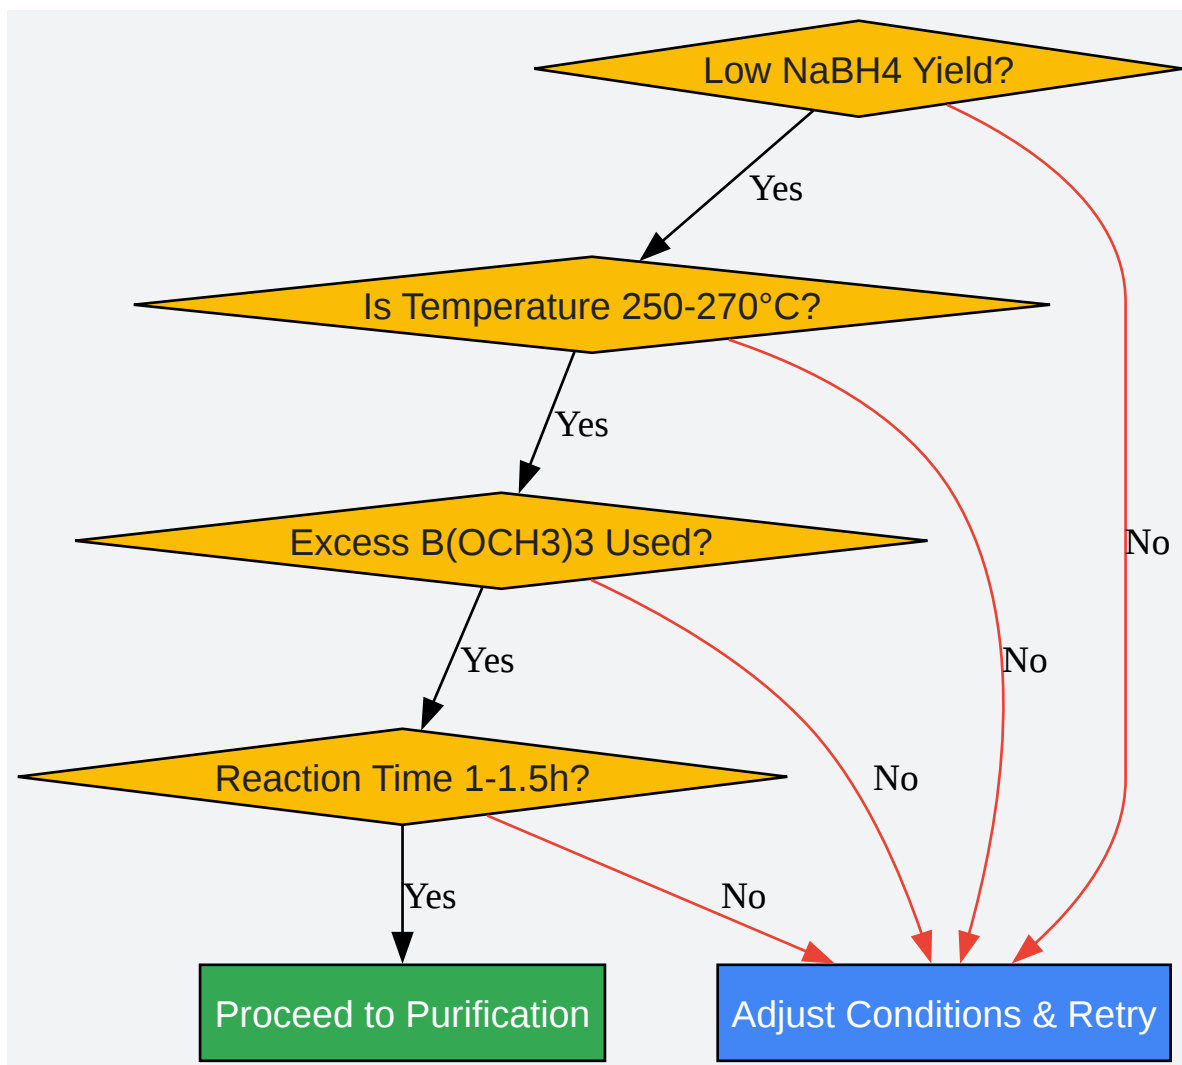 Low NaBH4 Yield?
Yes
Is Temperature 250-270°C?
Yes
Excess B(OCH3)3 Used?
No
Yes
No
Reaction Time 1-1.5h?
No
Yes
No
Proceed to Purification
Adjust Conditions & Retry